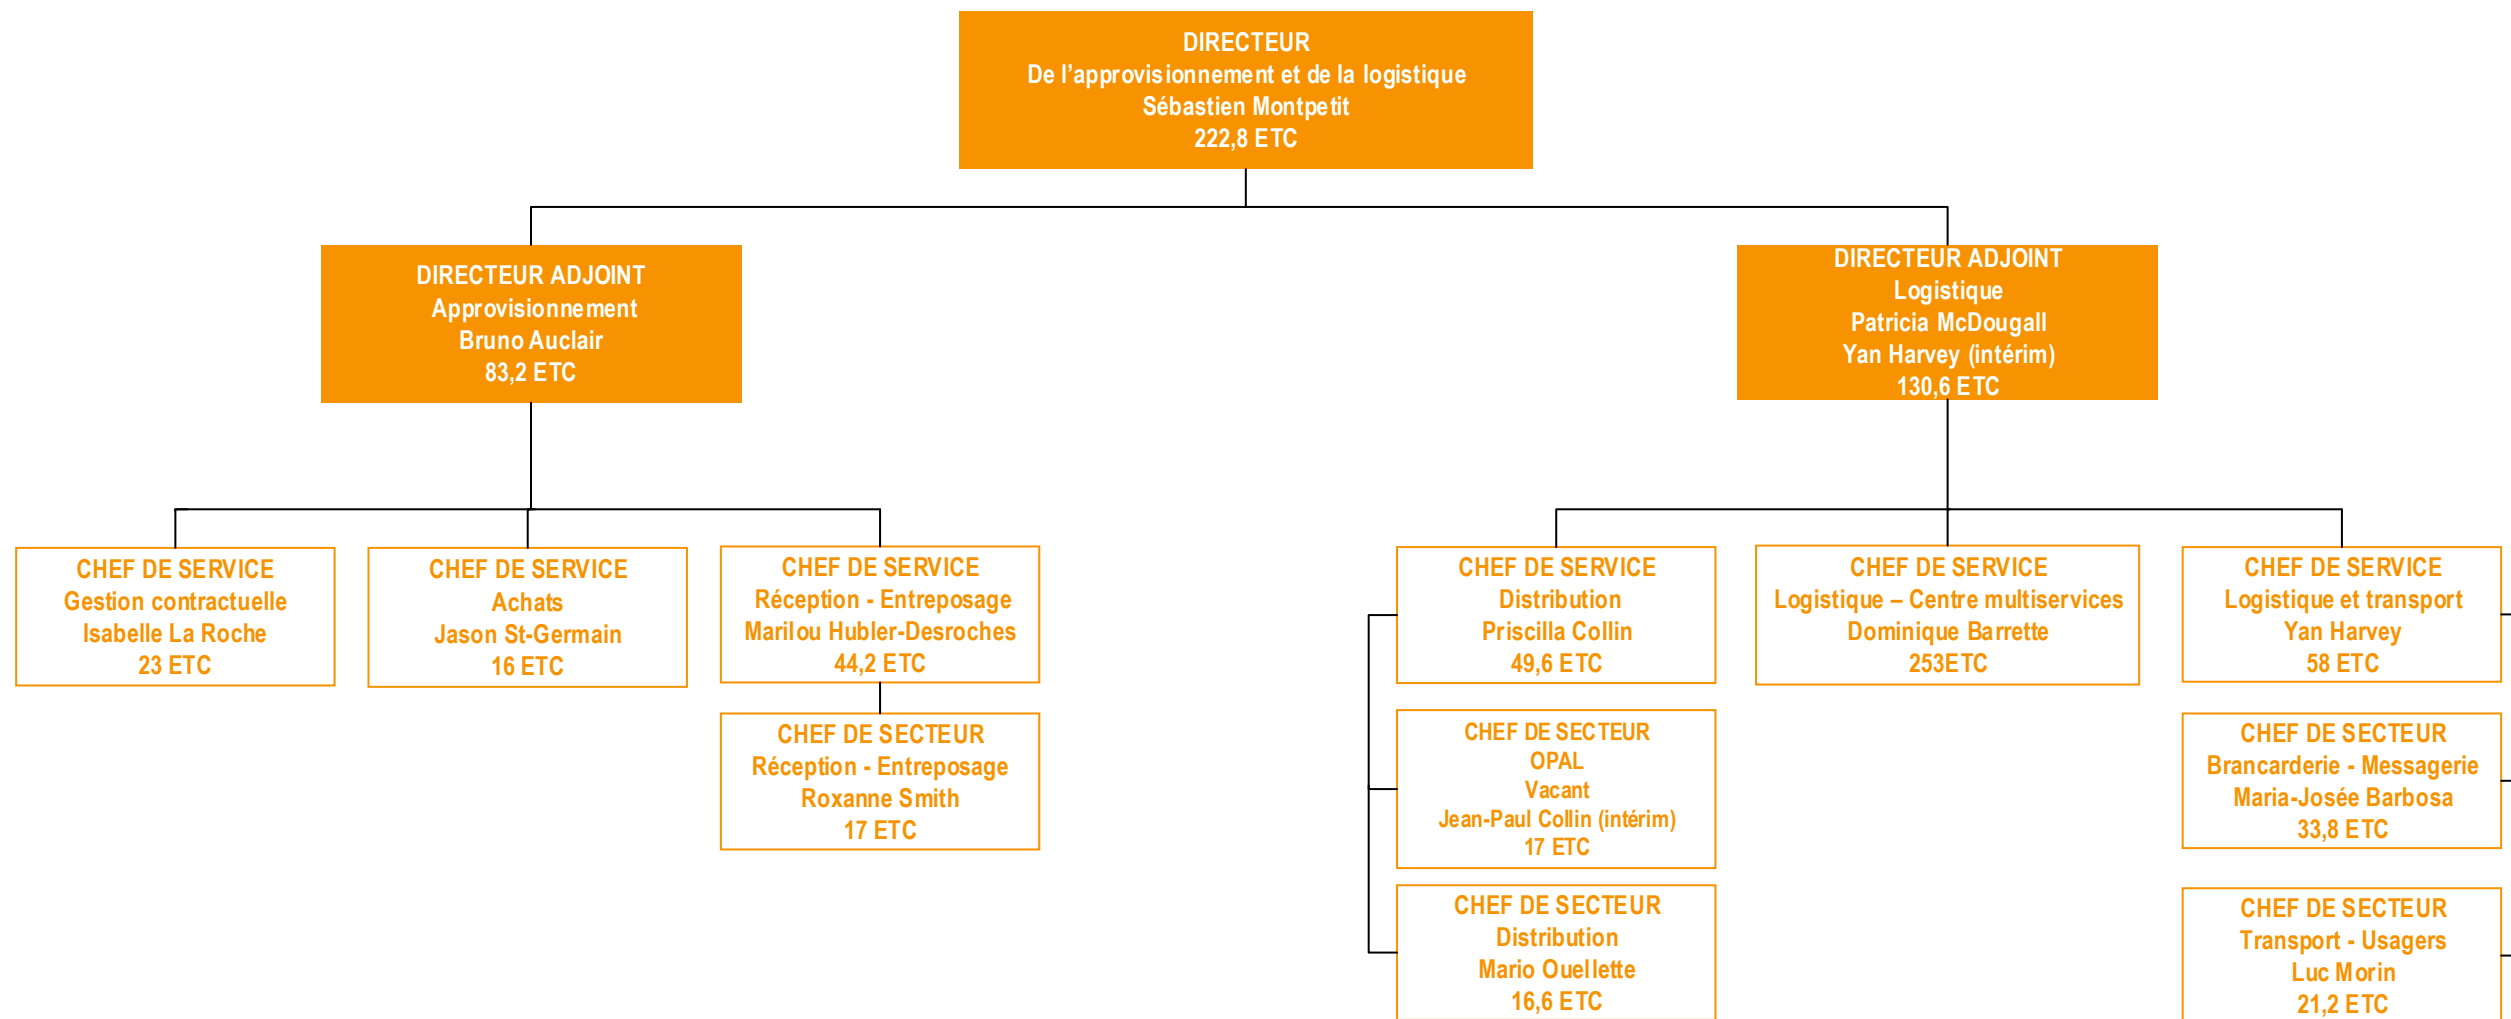 DIRECTEUR
De l'approvisionnement et de la logistique
Sébastien Montpetit
222,8 ETC
DIRECTEUR ADJOINT
Approvisionnement
Bruno Auclair
83,2 ETC
DIRECTEUR ADJOINT
Logistique
Patricia McDougall
Yan Harvey (intérim)
130,6 ETC
CHEF DE SERVICE
Gestion contractuelle
Isabelle La Roche
23 ETC
CHEF DE SERVICE
Achats
Jason St-Germain
16 ETC
CHEF DE SERVICE
Réception - Entreposage
Marilou Hubler-Desroches
44,2 ETC
CHEF DE SECTEUR
Réception - Entreposage
Roxanne Smith
17 ETC
CHEF DE SERVICE
Distribution
Priscilla Collin
49,6 ETC
CHEF DE SECTEUR
OPAL
Vacant
Jean-Paul Collin (intérim)
17 ETC
CHEF DE SECTEUR
Distribution
Mario Ouellette
16,6 ETC
CHEF DE SERVICE
Logistique – Centre multiservices
Dominique Barrette
253ETC
CHEF DE SERVICE
Logistique et transport
Yan Harvey
58 ETC
CHEF DE SECTEUR
Brancarderie - Messagerie
Maria-Josée Barbosa
33,8 ETC
CHEF DE SECTEUR
Transport - Usagers
Luc Morin
21,2 ETC